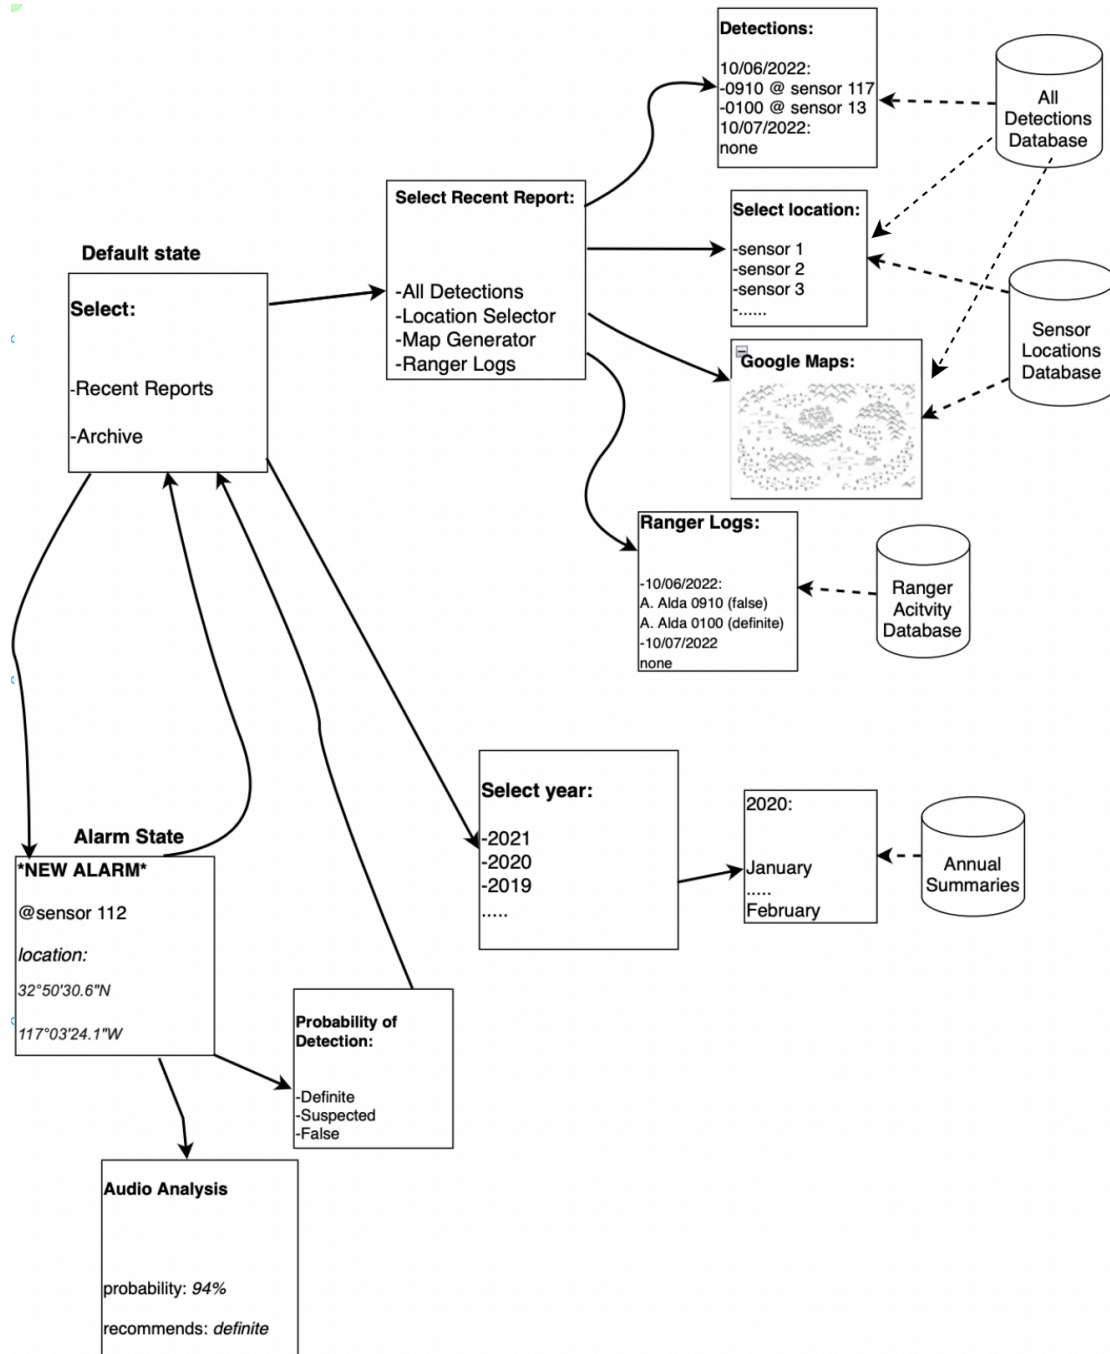 Detections:
10/06/2022:
-0910 @ sensor 117
-0100 @ sensor 13
10/07/2022:
none
All
Detections
Database
Select Recent Report:
-All Detections
-Location Selector
-Map Generator
-Ranger Logs
Select location:
-sensor 1
-sensor 2
-sensor 3
-......
Default state
Select:
-Recent Reports
-Archive
Sensor
Locations
Database
Google Maps:
Ranger Logs:
-10/06/2022:
A. Alda 0910 (false)
A. Alda 0100 (definite)
-10/07/2022
none
Ranger
Acitvity
Database
Select year:
-2021
-2020
-2019
.....
2020:
January
.....
February
Annual
Summaries
Alarm State
*NEW ALARM*
@sensor 112
location:
32°50'30.6"N
117°03'24.1"W
Probability of
Detection:
-Definite
-Suspected
-False
Audio Analysis
probability: 94%
recommends: definite